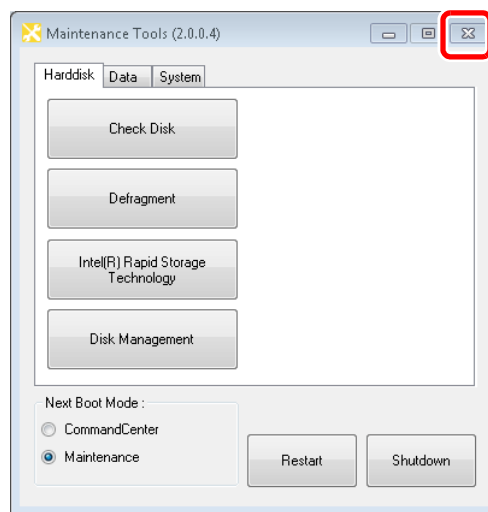 Maintenance Tools (2.0.0.4)
Harddisk Data System
Check Disk
Defragment
Intel(R) Rapid Storage
Technology
Disk Management
Next Boot Mode :
CommandCenter
Maintenance
Restart Shutdown